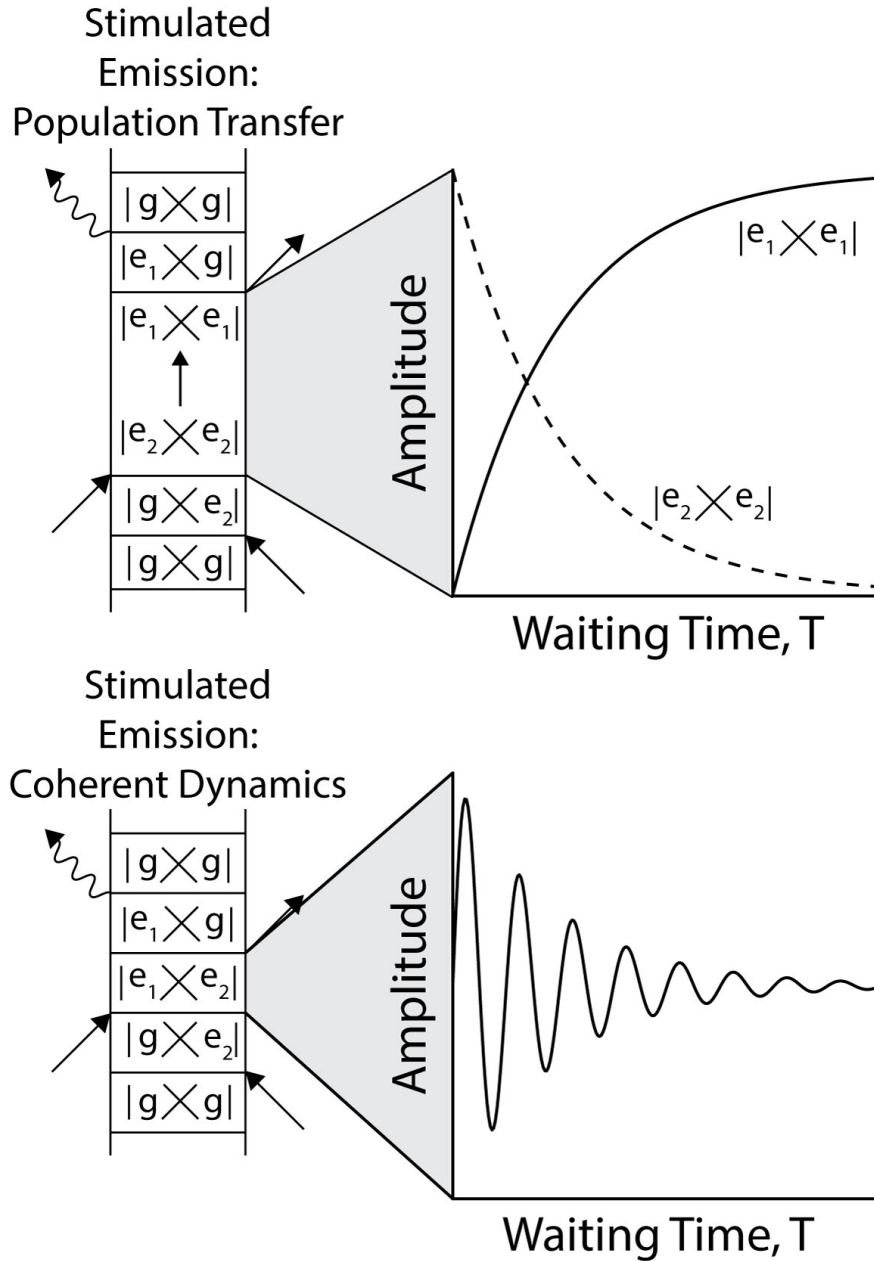 Stimulated
Emission:
Population Transfer
|g⟩⟨g|
|e₁⟩⟨g|
|e₁⟩⟨e₁|
|e₂⟩⟨e₂|
|g⟩⟨e₂|
|g⟩⟨g|
Amplitude
|e₁⟩⟨e₁|
|e₂⟩⟨e₂|
Waiting Time, T
Stimulated
Emission:
Coherent Dynamics
|g⟩⟨g|
|e₁⟩⟨g|
|e₁⟩⟨e₂|
|g⟩⟨e₂|
|g⟩⟨g|
Amplitude
Waiting Time, T